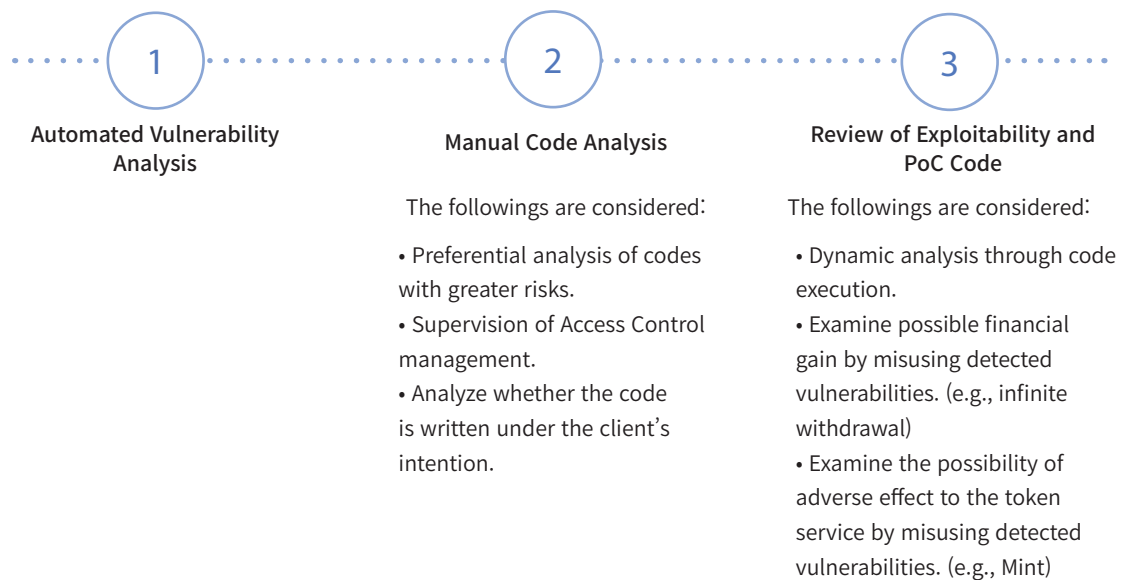 1
Automated Vulnerability
Analysis
2
Manual Code Analysis
The followings are considered:
• Preferential analysis of codes
with greater risks.
• Supervision of Access Control
management.
• Analyze whether the code
is written under the client’s
intention.
3
Review of Exploitability and
PoC Code
The followings are considered:
• Dynamic analysis through code
execution.
• Examine possible financial
gain by misusing detected
vulnerabilities. (e.g., infinite
withdrawal)
• Examine the possibility of
adverse effect to the token
service by misusing detected
vulnerabilities. (e.g., Mint)